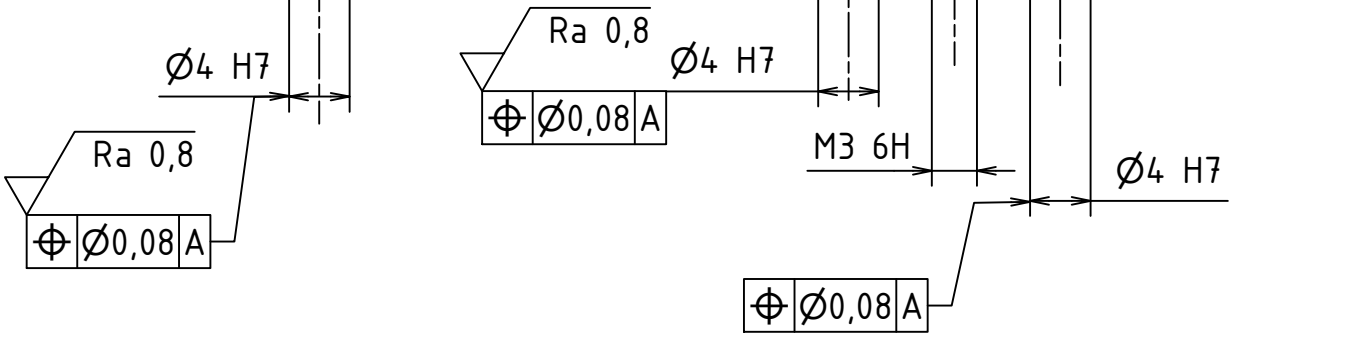 Ø4 H7
Ra 0,8
⌖ Ø0,08 A
Ra 0,8
Ø4 H7
⌖ Ø0,08 A
M3 6H
Ø4 H7
⌖ Ø0,08 A